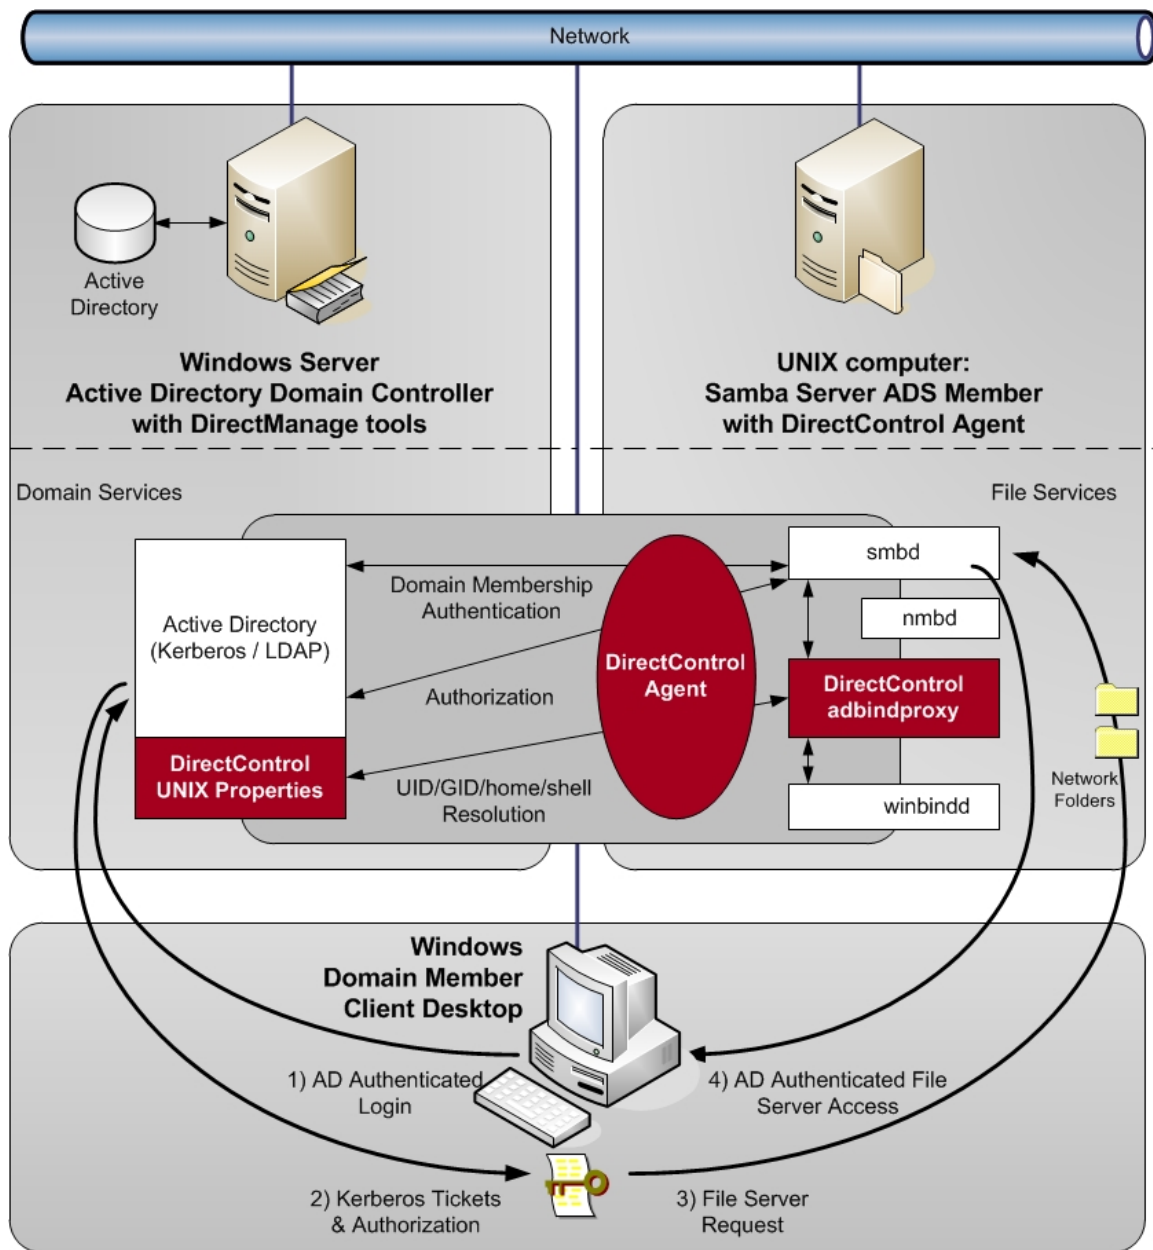 Network
Active
Directory
Windows Server
Active Directory Domain Controller
with DirectManage tools
UNIX computer:
Samba Server ADS Member
with DirectControl Agent
Domain Services
File Services
Active Directory
(Kerberos / LDAP)
DirectControl
UNIX Properties
Domain Membership
Authentication
Authorization
UID/GID/home/shell
Resolution
DirectControl
Agent
smbd
nmbd
DirectControl
adbindproxy
winbindd
Network
Folders
Windows
Domain Member
Client Desktop
1) AD Authenticated
Login
4) AD Authenticated File
Server Access
2) Kerberos Tickets
& Authorization
3) File Server
Request